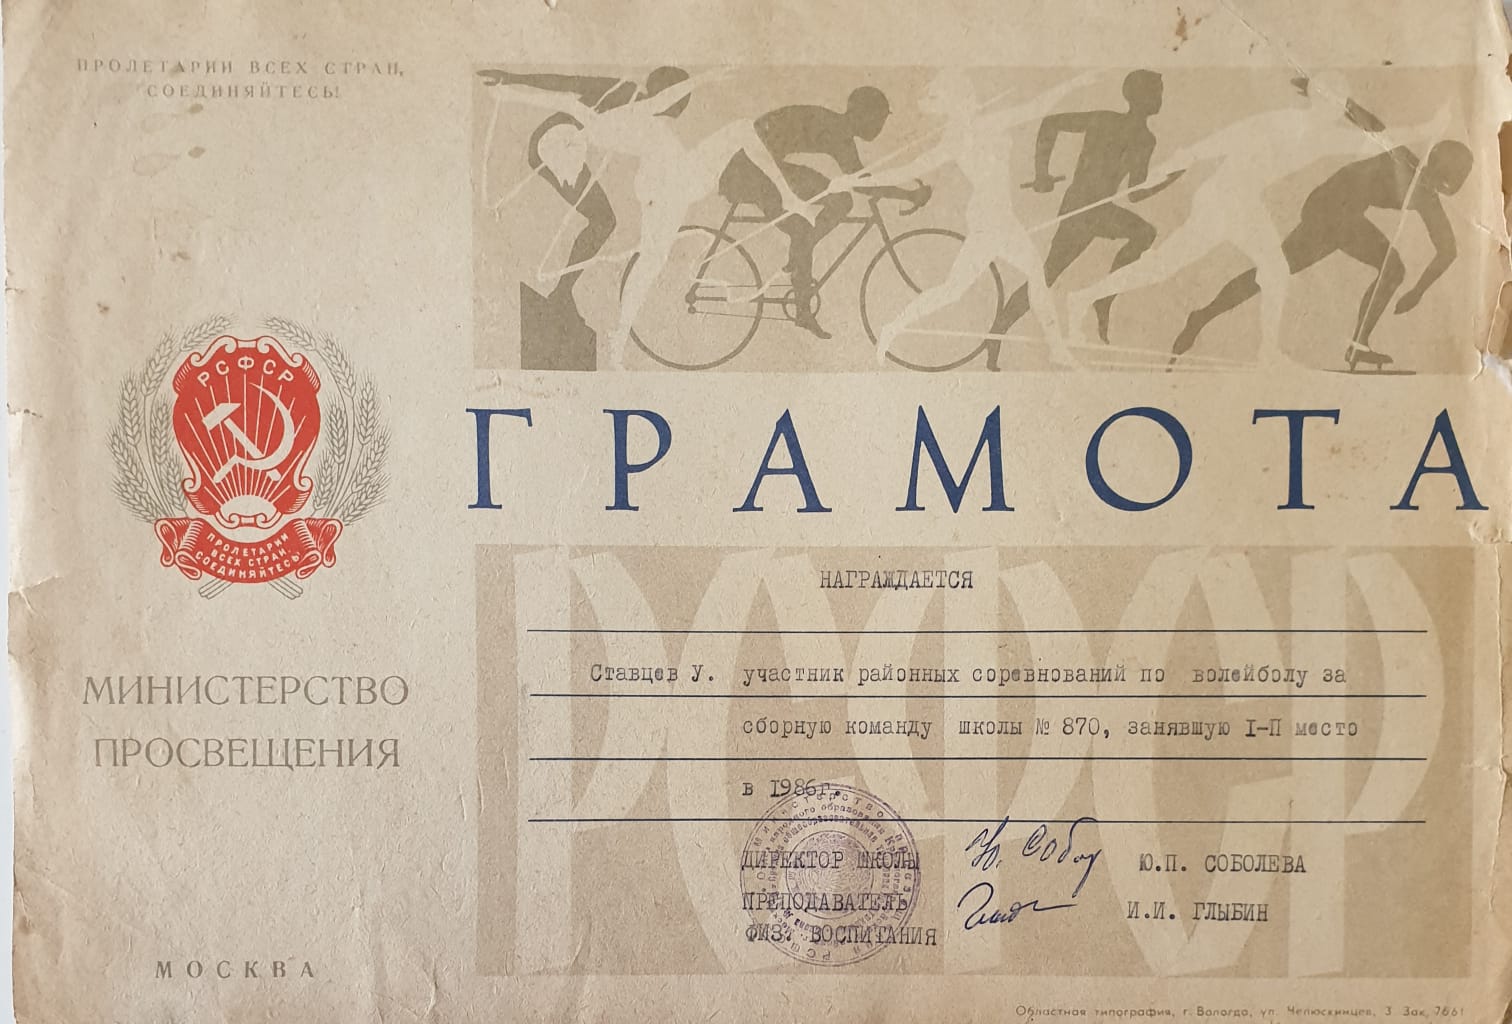 ПРОЛЕТАРИИ ВСЕХ СТРАН,
СОЕДИНЯЙТЕСЬ!
РСФСР
ПРОЛЕТАРИИ
ВСЕХ СТРАН,
СОЕДИНЯЙТЕСЬ!
МИНИСТЕРСТВО
ПРОСВЕЩЕНИЯ
МОСКВА
ГРАМОТА
НАГРАЖДАЕТСЯ
Ставцев У. участник районных соревнований по волейболу за
сборную команду школы № 870, занявшую I-П место
в 1986г.
ДИРЕКТОР ШКОЛЫ Ю. Собол Ю.П. СОБОЛЕВА
ПРЕПОДАВАТЕЛЬ И.И. ГЛЫБИН
ФИЗ. ВОСПИТАНИЯ
Областная типография, г. Вологда, ул. Челюскинцев, 3. Зак. 7661